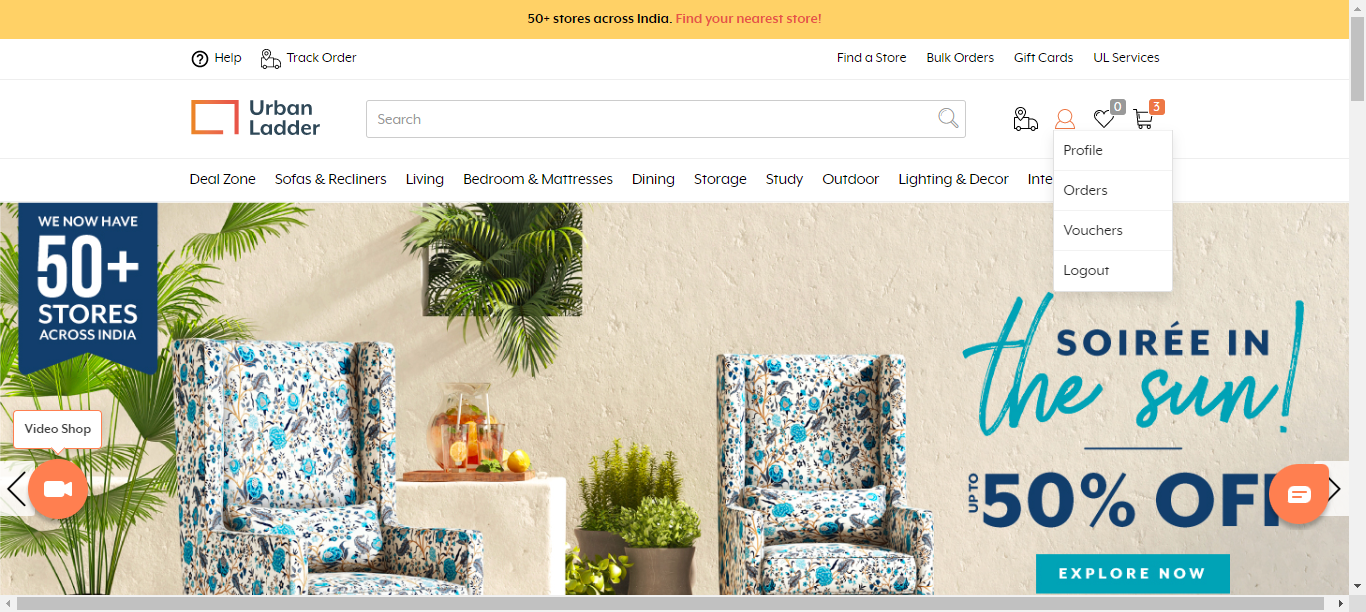 50+ stores across India. Find your nearest store!
Help
Track Order
Find a Store
Bulk Orders
Gift Cards
UL Services
Urban
Ladder
Search
0
3
Profile
Orders
Vouchers
Logout
Deal Zone
Sofas & Recliners
Living
Bedroom & Mattresses
Dining
Storage
Study
Outdoor
Lighting & Decor
Inte
WE NOW HAVE
50+
STORES
ACROSS INDIA
SOIRÉE IN
the sun!
UPTO
50% OFF
EXPLORE NOW
Video Shop